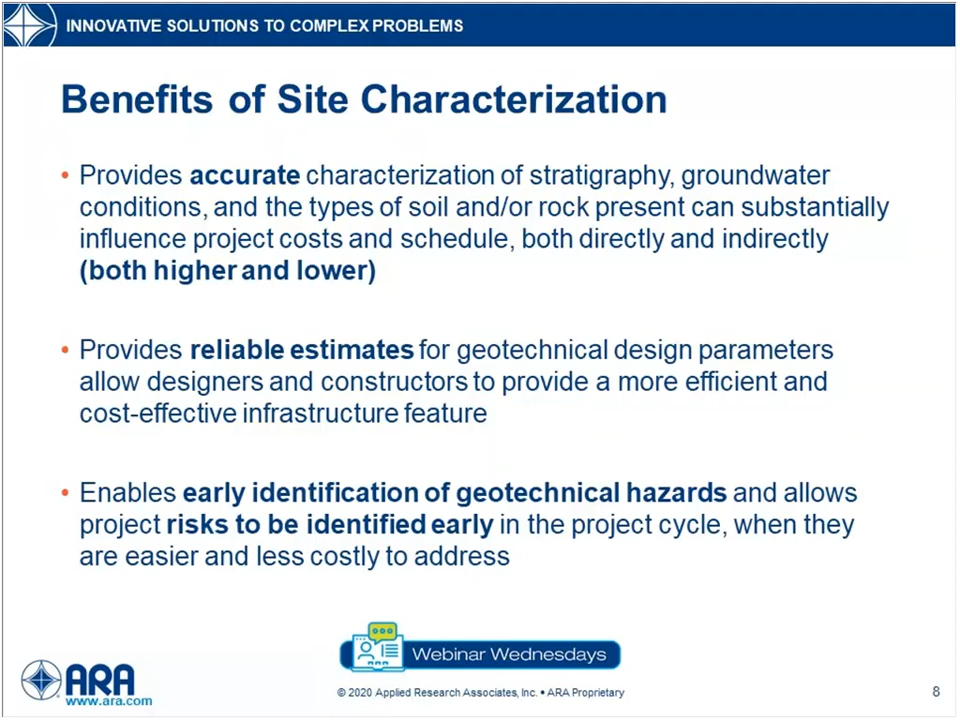 INNOVATIVE SOLUTIONS TO COMPLEX PROBLEMS
Benefits of Site Characterization
• Provides accurate characterization of stratigraphy, groundwater
conditions, and the types of soil and/or rock present can substantially
influence project costs and schedule, both directly and indirectly
(both higher and lower)
• Provides reliable estimates for geotechnical design parameters
allow designers and constructors to provide a more efficient and
cost-effective infrastructure feature
• Enables early identification of geotechnical hazards and allows
project risks to be identified early in the project cycle, when they
are easier and less costly to address
Webinar Wednesdays
ARA
www.ara.com
© 2020 Applied Research Associates, Inc. • ARA Proprietary
8